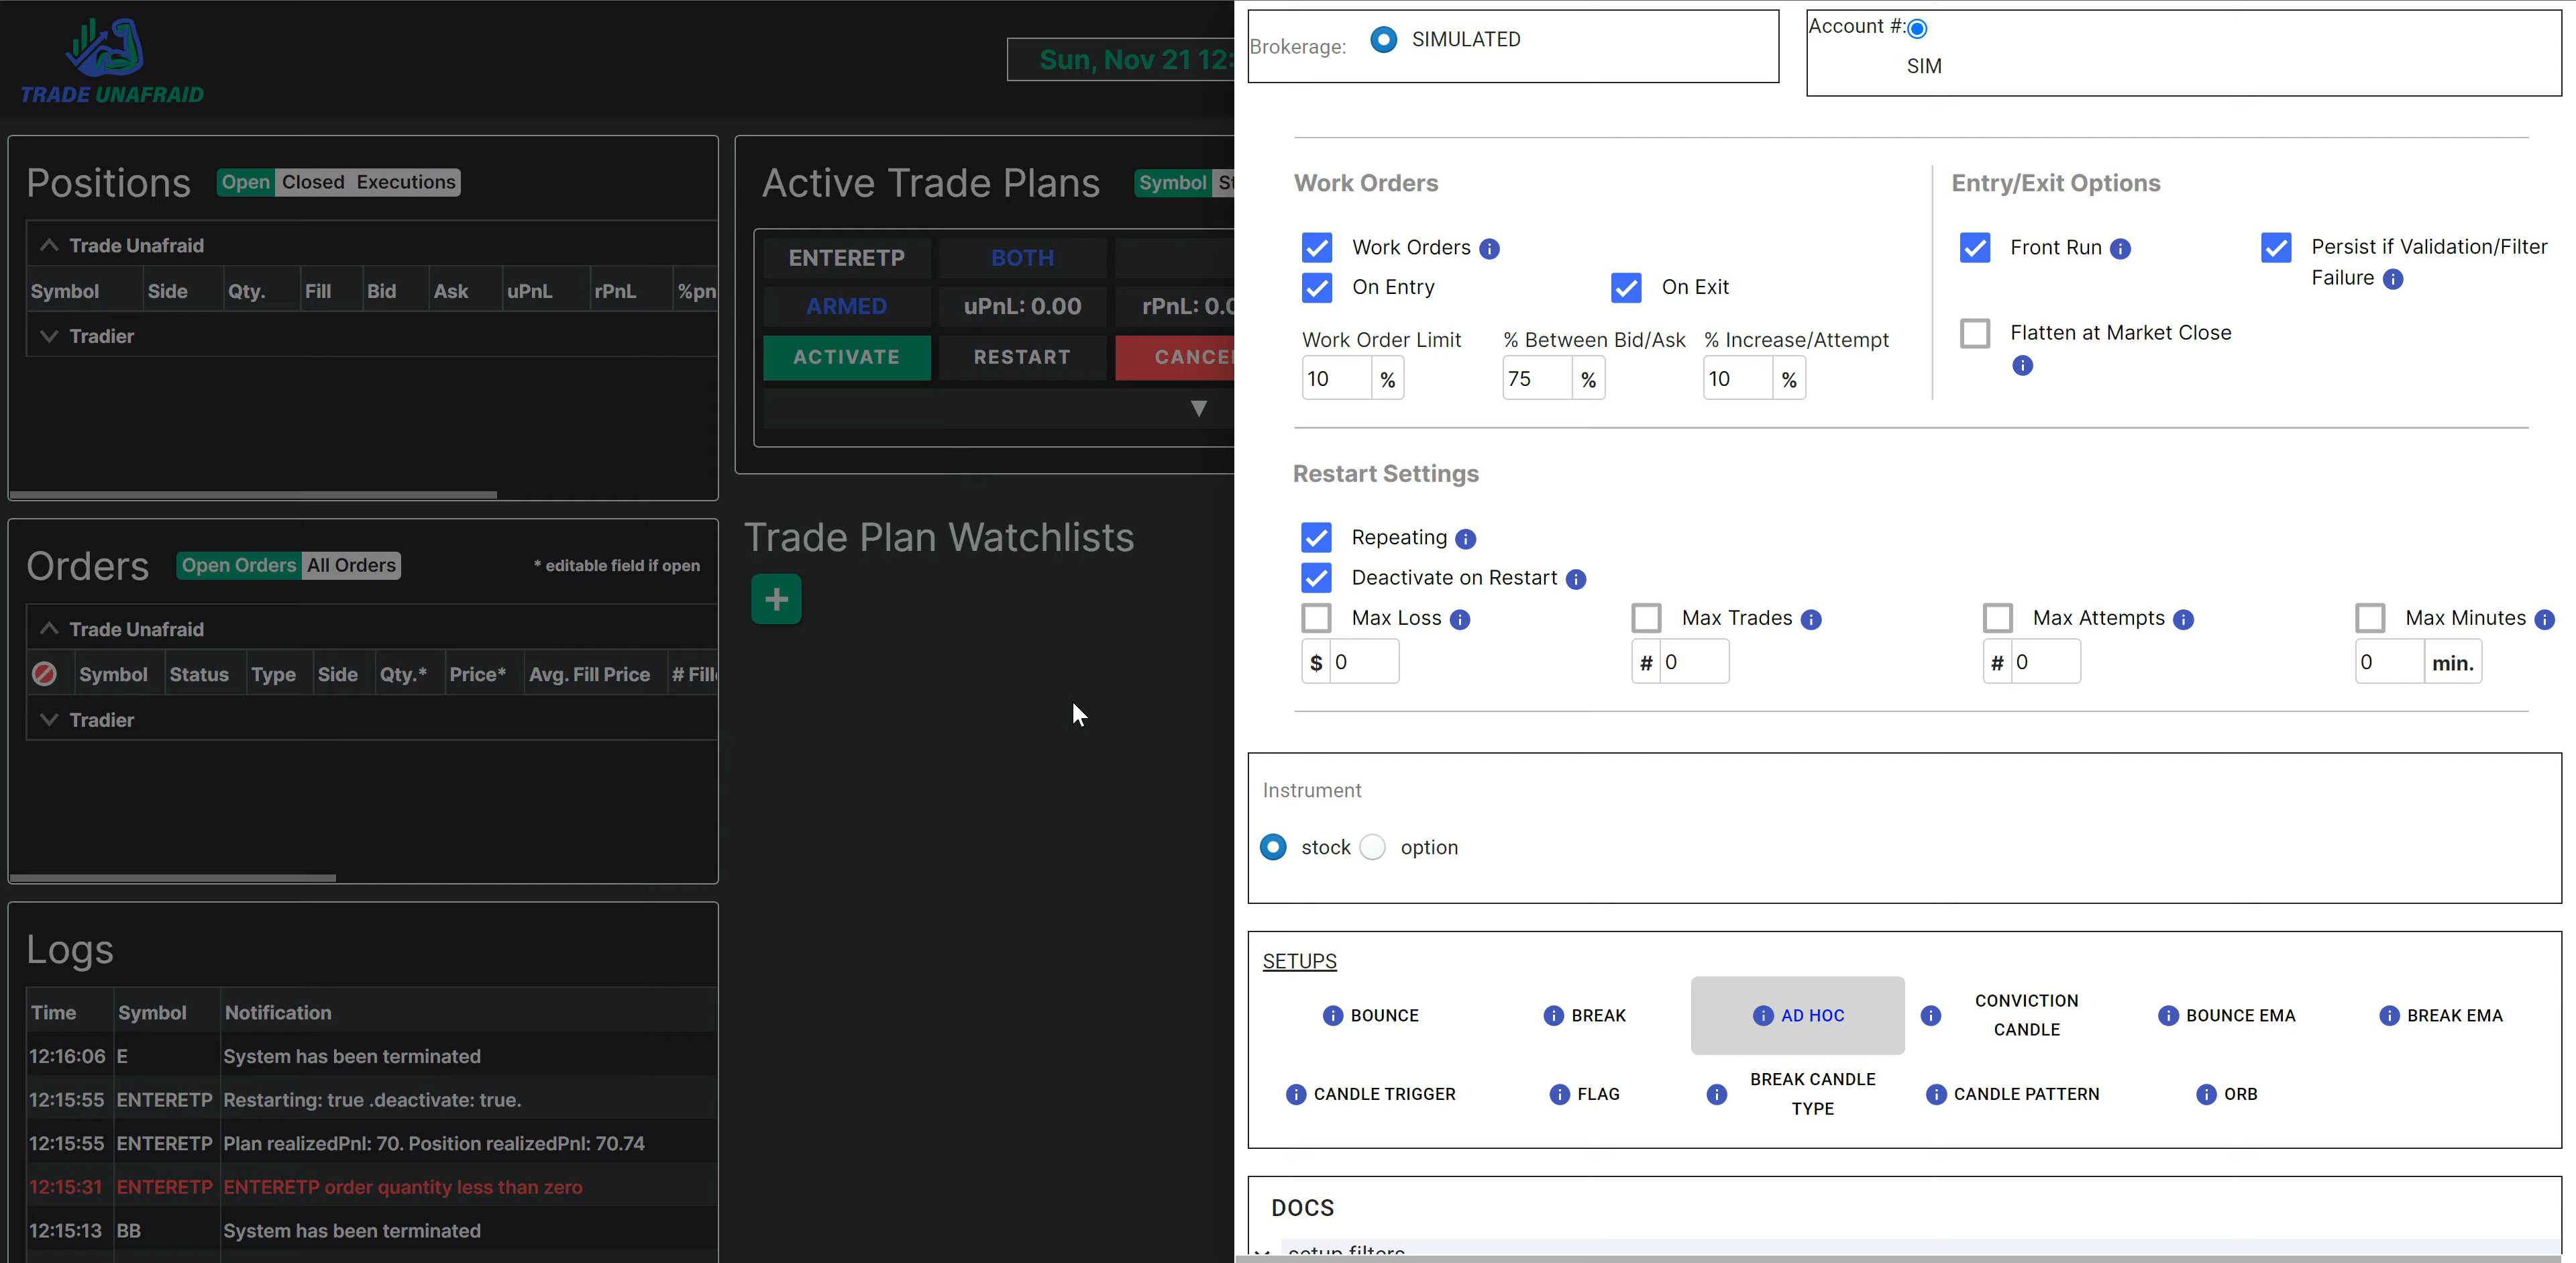 TRADE UNAFRAID
Sun, Nov 21 12:
Positions
Open Closed Executions
Trade Unafraid
Symbol Side Qty. Fill Bid Ask uPnL rPnL %pn
Tradier
Orders
Open Orders All Orders
* editable field if open
Trade Unafraid
Symbol Status Type Side Qty.* Price* Avg. Fill Price # Fill
Tradier
Logs
Time Symbol Notification
12:16:06 E System has been terminated
12:15:55 ENTERETP Restarting: true .deactivate: true.
12:15:55 ENTERETP Plan realizedPnl: 70. Position realizedPnl: 70.74
12:15:31 ENTERETP ENTERETP order quantity less than zero
12:15:13 BB System has been terminated
Active Trade Plans
Symbol St
ENTERETP BOTH
ARMED uPnL: 0.00 rPnL: 0.0
ACTIVATE RESTART CANCE
Trade Plan Watchlists
+
Brokerage: SIMULATED
Account #:
SIM
Work Orders
Work Orders
On Entry On Exit
Work Order Limit % Between Bid/Ask % Increase/Attempt
10 % 75 % 10 %
Entry/Exit Options
Front Run
Persist if Validation/Filter
Failure
Flatten at Market Close
Restart Settings
Repeating
Deactivate on Restart
Max Loss Max Trades Max Attempts Max Minutes
$ 0 # 0 # 0 0 min.
Instrument
stock option
SETUPS
BOUNCE BREAK AD HOC CONVICTION CANDLE BOUNCE EMA BREAK EMA
CANDLE TRIGGER FLAG BREAK CANDLE TYPE CANDLE PATTERN ORB
DOCS
setup filters